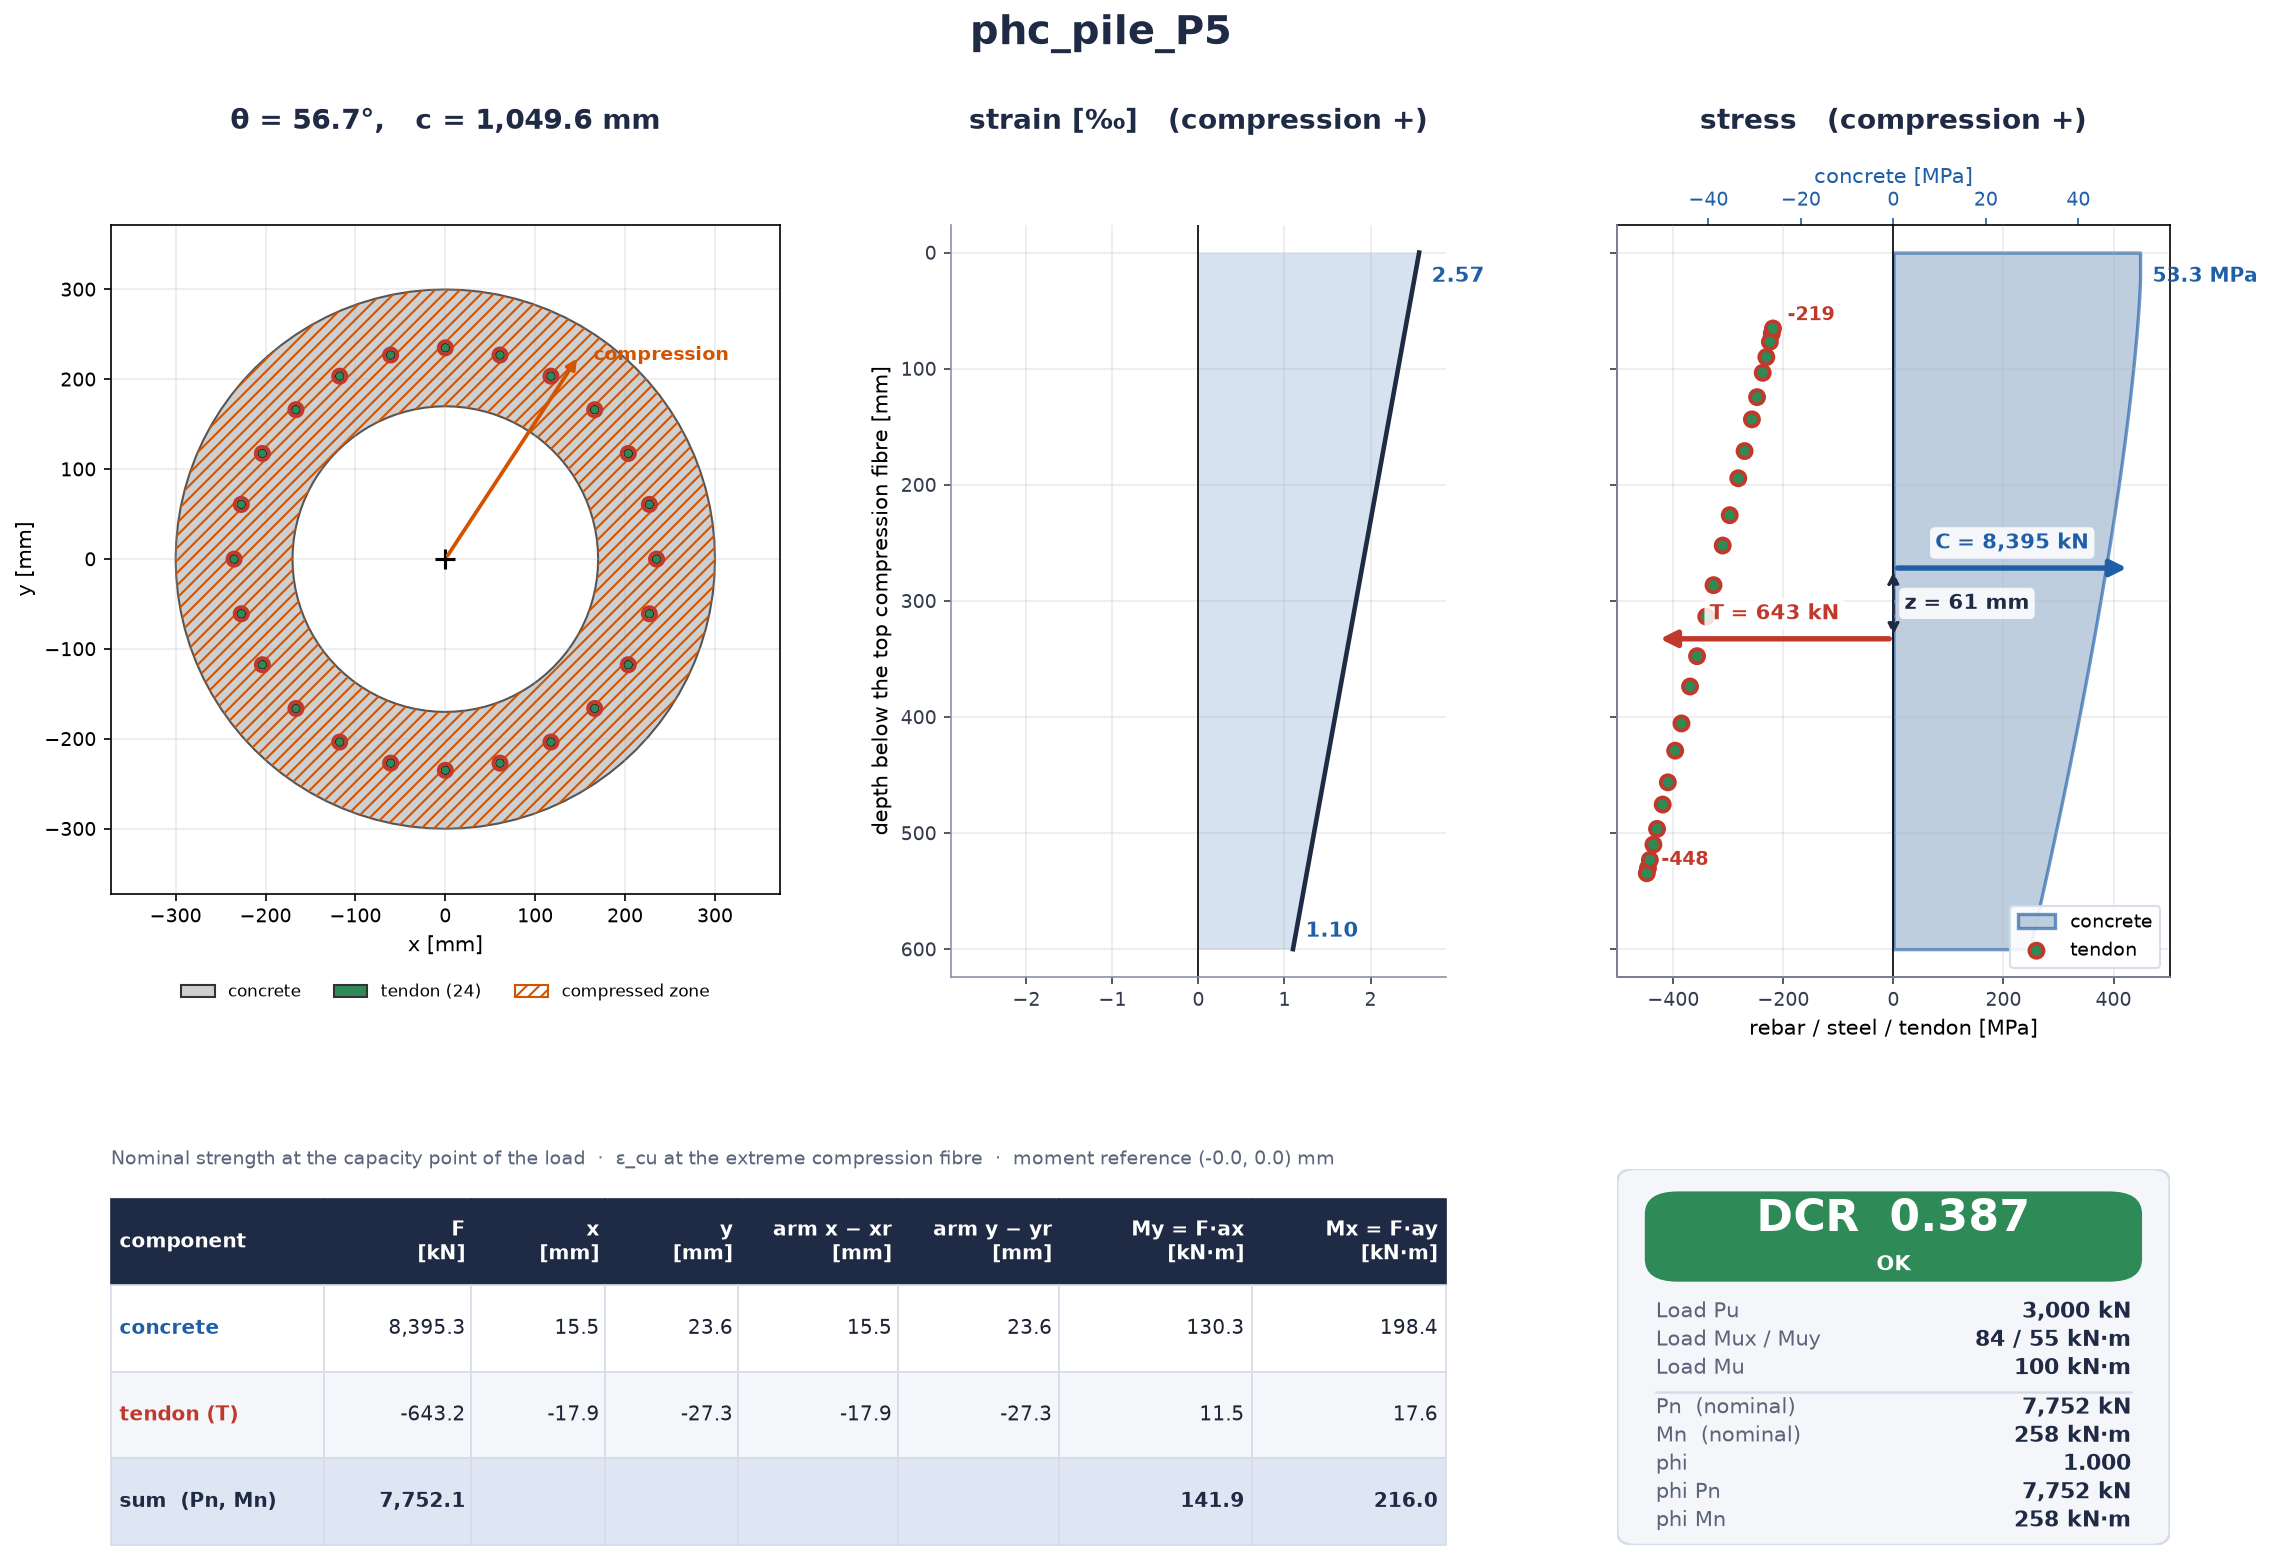 phc_pile_P5
θ = 56.7°, c = 1,049.6 mm
compression
y [mm]
300
200
100
0
−100
−200
−300
−300 −200 −100 0 100 200 300
x [mm]
concrete tendon (24) compressed zone
strain [‰] (compression +)
depth below the top compression fibre [mm]
0
100
200
300
400
500
600
2.57
1.10
−2 −1 0 1 2
stress (compression +)
concrete [MPa]
−40 −20 0 20 40
53.3 MPa
-219
C = 8,395 kN
z = 61 mm
T = 643 kN
-448
concrete
tendon
−400 −200 0 200 400
rebar / steel / tendon [MPa]
Nominal strength at the capacity point of the load · ε_cu at the extreme compression fibre · moment reference (-0.0, 0.0) mm
component F [kN] x [mm] y [mm] arm x − xr [mm] arm y − yr [mm] My = F·ax [kN·m] Mx = F·ay [kN·m]
concrete 8,395.3 15.5 23.6 15.5 23.6 130.3 198.4
tendon (T) -643.2 -17.9 -27.3 -17.9 -27.3 11.5 17.6
sum (Pn, Mn) 7,752.1 141.9 216.0
DCR 0.387
OK
Load Pu 3,000 kN
Load Mux / Muy 84 / 55 kN·m
Load Mu 100 kN·m
Pn (nominal) 7,752 kN
Mn (nominal) 258 kN·m
phi 1.000
phi Pn 7,752 kN
phi Mn 258 kN·m